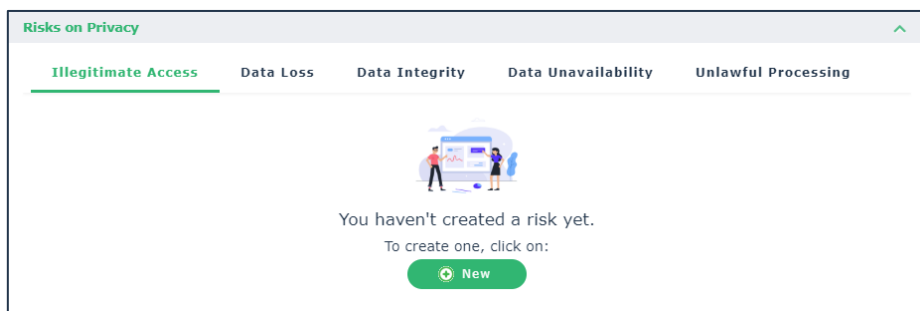 Risks on Privacy
Illegitimate Access Data Loss Data Integrity Data Unavailability Unlawful Processing
You haven't created a risk yet.
To create one, click on:
New